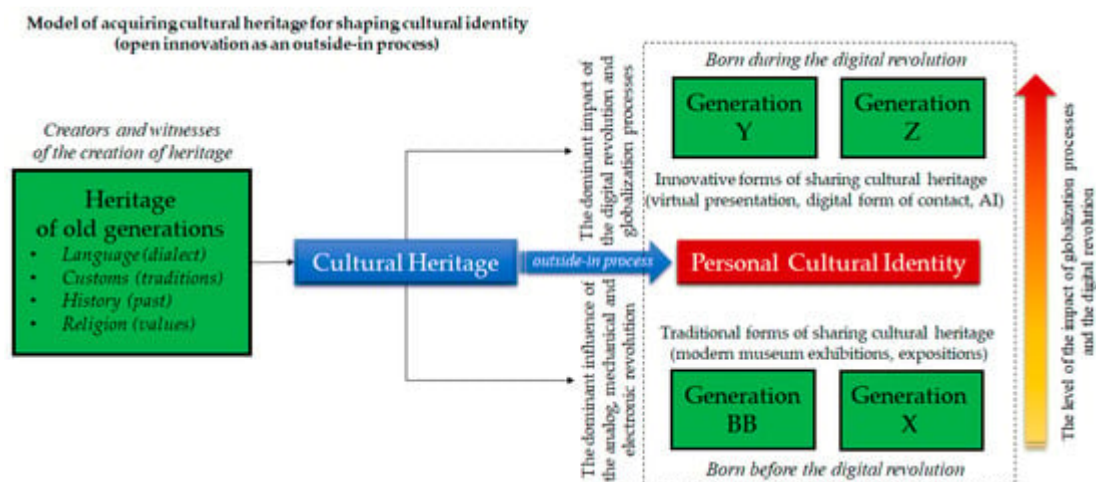 Model of acquiring cultural heritage for shaping cultural identity
(open innovation as an outside-in process)
Creators and witnesses
of the creation of heritage
Heritage
of old generations
• Language (dialect)
• Customs (traditions)
• History (past)
• Religion (values)
Cultural Heritage
outside-in process
Personal Cultural Identity
The dominant impact of
the digital revolution and
globalization processes
The dominant influence of
the analog, mechanical and
electronic revolution
Born during the digital revolution
Generation
Y
Generation
Z
Innovative forms of sharing cultural heritage
(virtual presentation, digital form of contact, AI)
Traditional forms of sharing cultural heritage
(modern museum exhibitions, expositions)
Generation
BB
Generation
X
Born before the digital revolution
The level of the impact of globalization processes
and the digital revolution